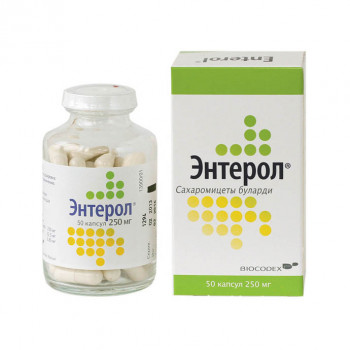 Энтерол®
50 капсул 250 мг
Enterol®
Энтерол®
Сахаромицеты буларди
BIOCODEX
50 капсул 250 мг